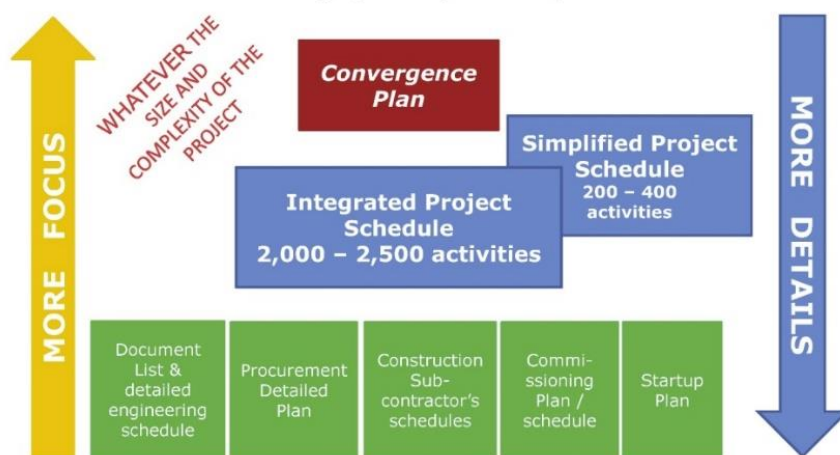 WHATEVER THE
SIZE AND
COMPLEXITY OF THE
PROJECT
Convergence
Plan
Simplified Project
Schedule
200 – 400
activities
Integrated Project
Schedule
2,000 – 2,500 activities
MORE FOCUS
MORE DETAILS
Document
List &
detailed
engineering
schedule
Procurement
Detailed
Plan
Construction
Sub-
contractor's
schedules
Commi-
ssioning
Plan /
schedule
Startup
Plan